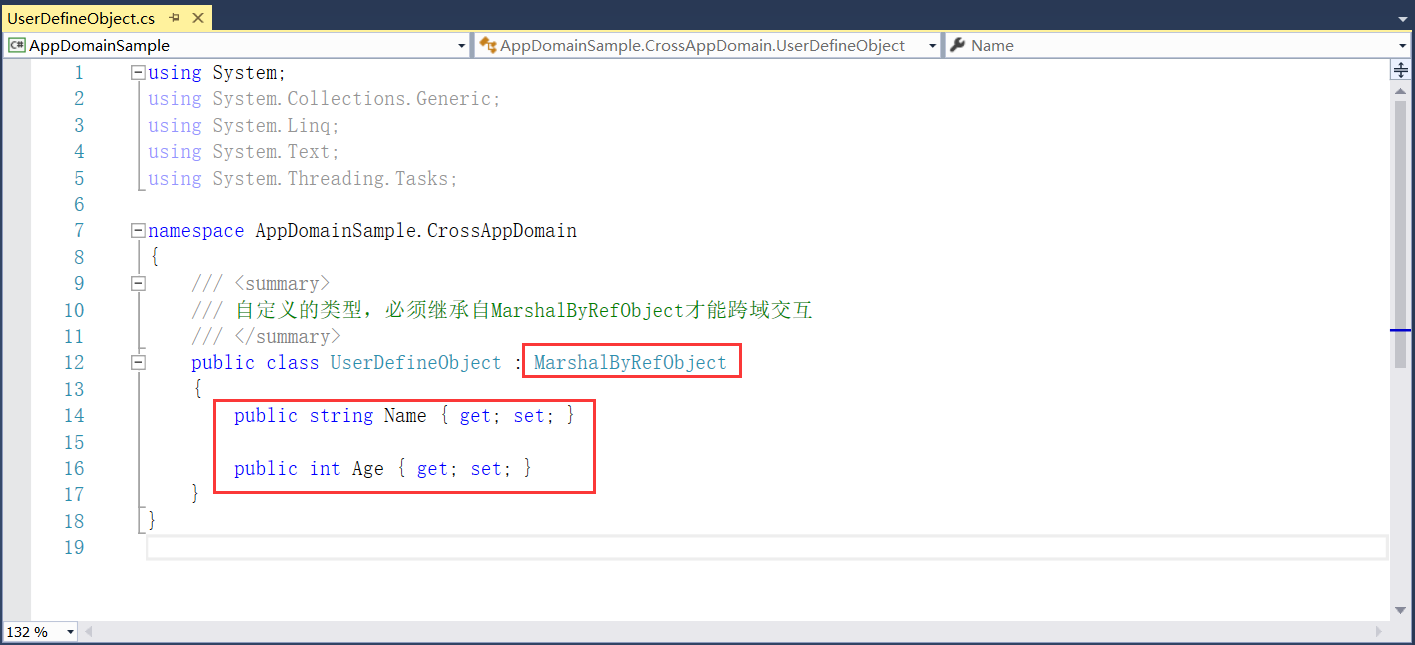 UserDefineObject.cs
C# AppDomainSample
AppDomainSample.CrossAppDomain.UserDefineObject
Name
1 using System;
2 using System.Collections.Generic;
3 using System.Linq;
4 using System.Text;
5 using System.Threading.Tasks;
6
7 namespace AppDomainSample.CrossAppDomain
8 {
9 /// <summary>
10 /// 自定义的类型，必须继承自MarshalByRefObject才能跨域交互
11 /// </summary>
12 public class UserDefineObject : MarshalByRefObject
13 {
14 public string Name { get; set; }
15
16 public int Age { get; set; }
17 }
18 }
19
132 %